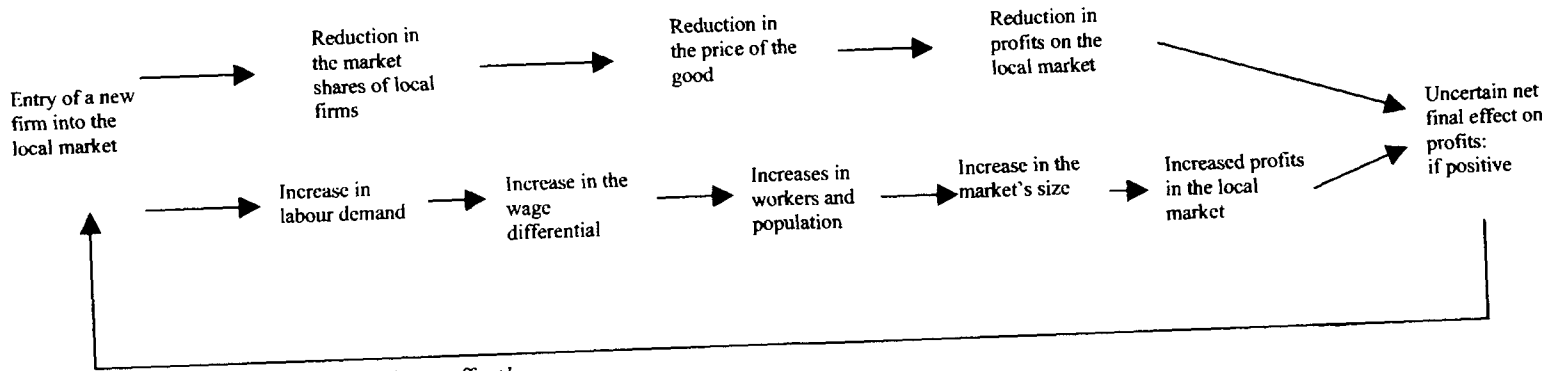 Entry of a new
firm into the
local market
Reduction in
the market
shares of local
firms
Reduction in
the price of the
good
Reduction in
profits on the
local market
Increase in
labour demand
Increase in the
wage
differential
Increases in
workers and
population
Increase in the
market's size
Increased profits
in the local
market
Uncertain net
final effect on
profits:
if positive